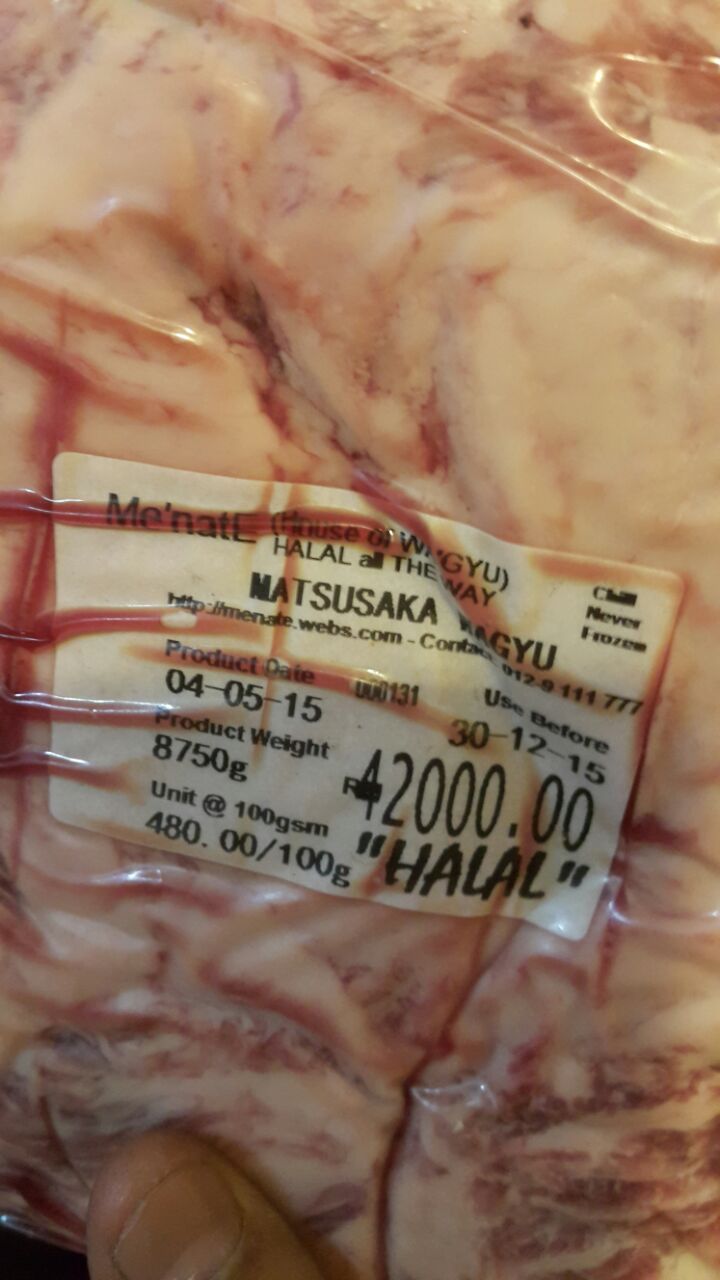 Me'natE (House of WAGYU)
HALAL all THE WAY
MATSUSAKA WAGYU
http://menate.webs.com - Contact 012-9 111 777
Chill
Never
Frozen
Product Date
04-05-15
000131
Use Before
30-12-15
Product Weight
8750g
RM42000.00
Unit @ 100gsm
480. 00/100g
"HALAL"